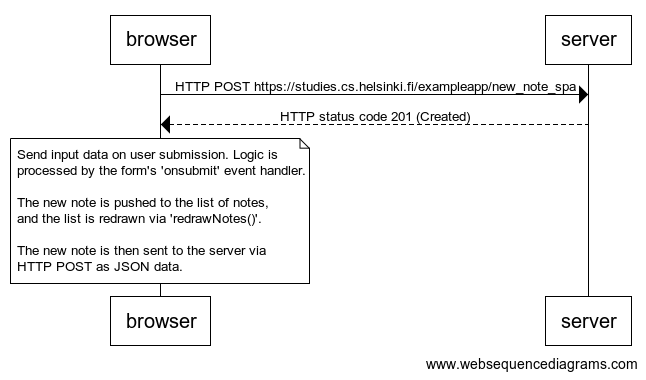 browser
server
HTTP POST https://studies.cs.helsinki.fi/exampleapp/new_note_spa
HTTP status code 201 (Created)
Send input data on user submission. Logic is
processed by the form's 'onsubmit' event handler.
The new note is pushed to the list of notes,
and the list is redrawn via 'redrawNotes()'.
The new note is then sent to the server via
HTTP POST as JSON data.
browser
server
www.websequencediagrams.com